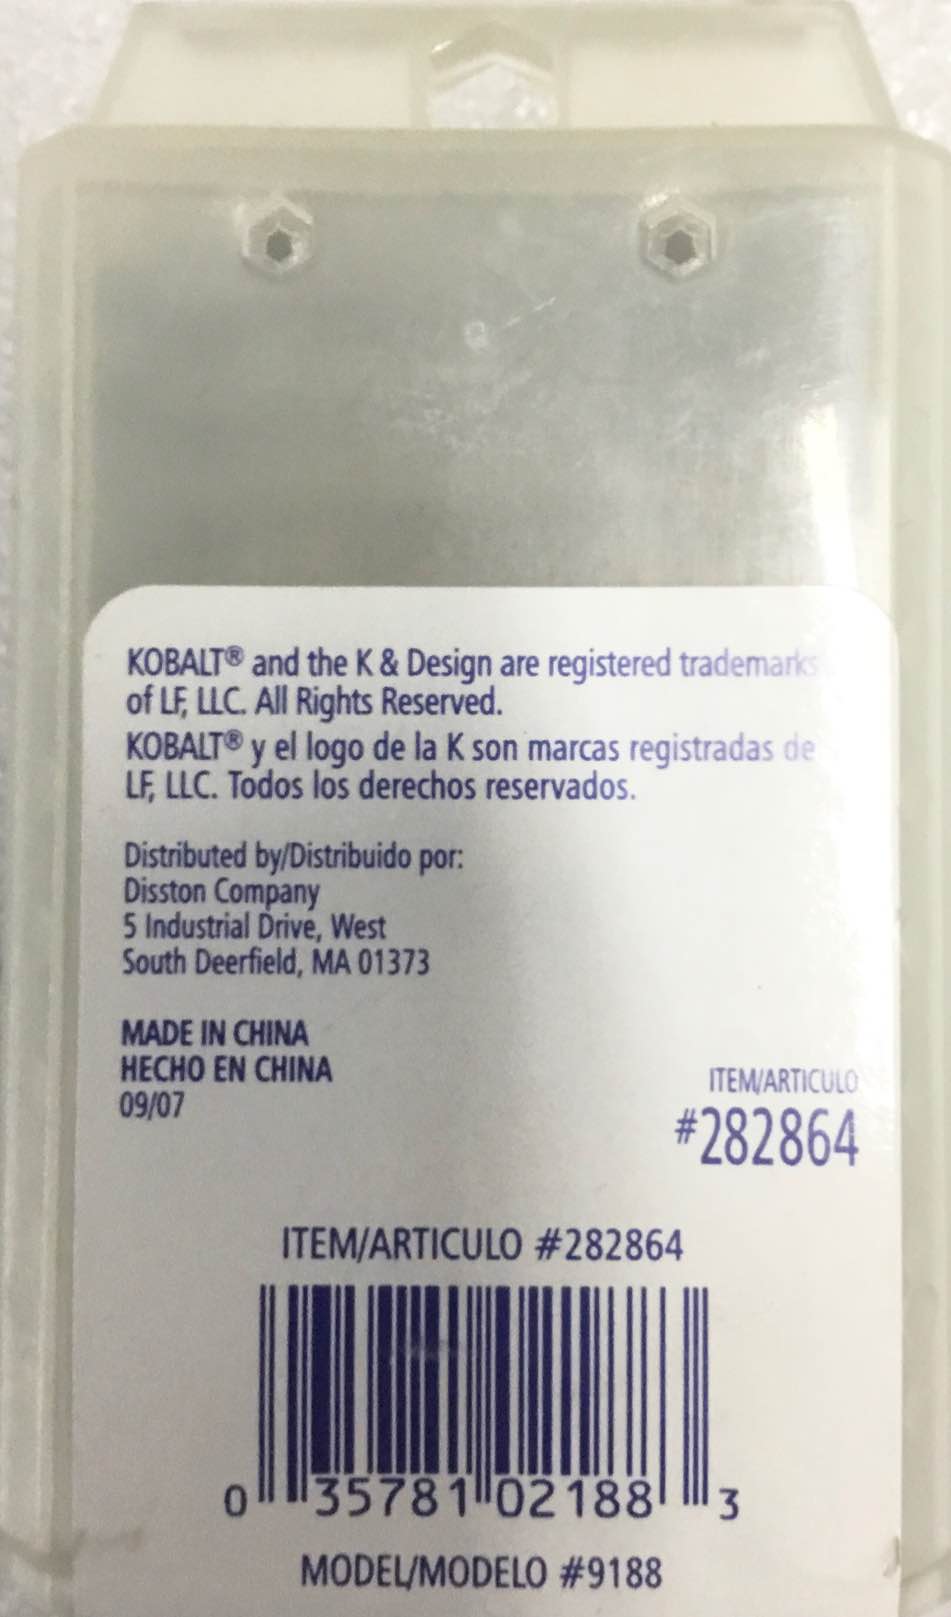 KOBALT® and the K & Design are registered trademarks
of LF, LLC. All Rights Reserved.
KOBALT® y el logo de la K son marcas registradas de
LF, LLC. Todos los derechos reservados.
Distributed by/Distribuido por:
Disston Company
5 Industrial Drive, West
South Deerfield, MA 01373
MADE IN CHINA
HECHO EN CHINA
09/07
ITEM/ARTICULO
#282864
ITEM/ARTICULO #282864
0 35781 02188 3
MODEL/MODELO #9188